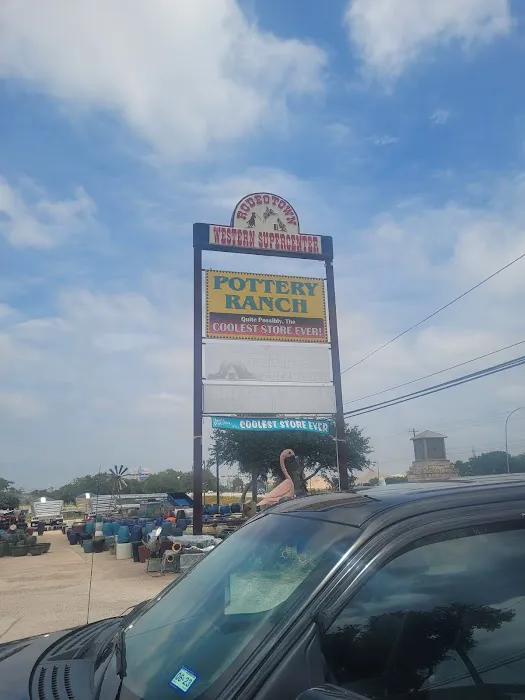 RODEOTOWN
WESTERN SUPERCENTER
POTTERY
RANCH
Quite Possibly, The
COOLEST STORE EVER!
COOLEST STORE EVER